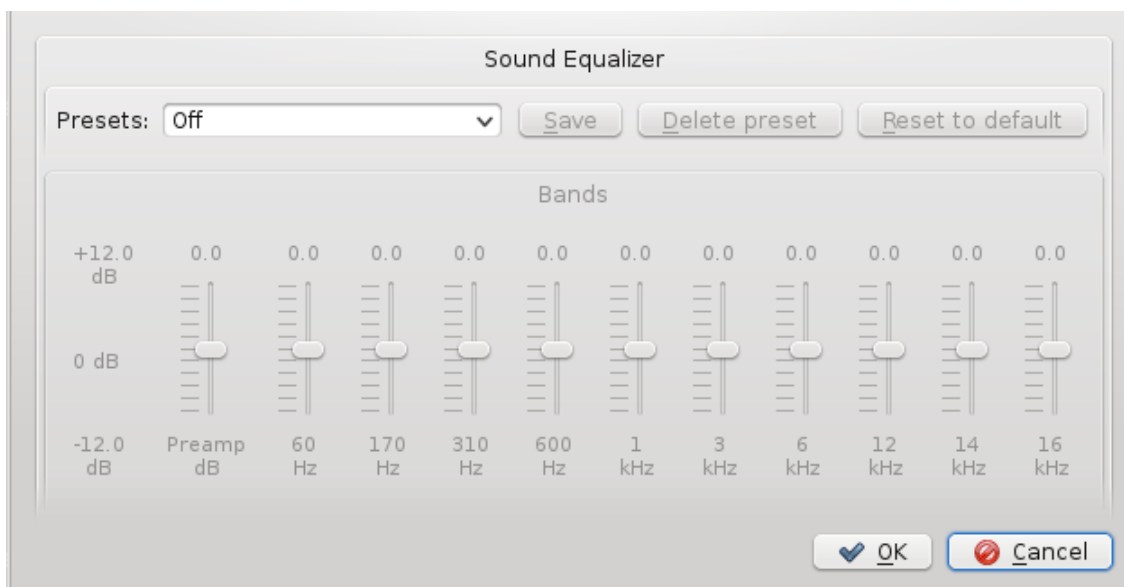 Sound Equalizer
Presets: Off Save Delete preset Reset to default
Bands
+12.0 0.0 0.0 0.0 0.0 0.0 0.0 0.0 0.0 0.0 0.0 0.0
dB
0 dB
-12.0 Preamp 60 170 310 600 1 3 6 12 14 16
dB dB Hz Hz Hz Hz kHz kHz kHz kHz kHz kHz
OK Cancel